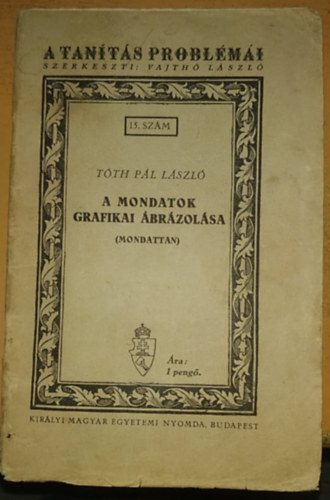 A TANÍTÁS PROBLÉMÁI
SZERKESZTI: VAJTHÓ LÁSZLÓ
15. SZÁM
TÓTH PÁL LÁSZLÓ
A MONDATOK
GRAFIKAI ÁBRÁZOLÁSA
(MONDATTAN)
Ára:
1 pengő.
KIRÁLYI MAGYAR EGYETEMI NYOMDA, BUDAPEST